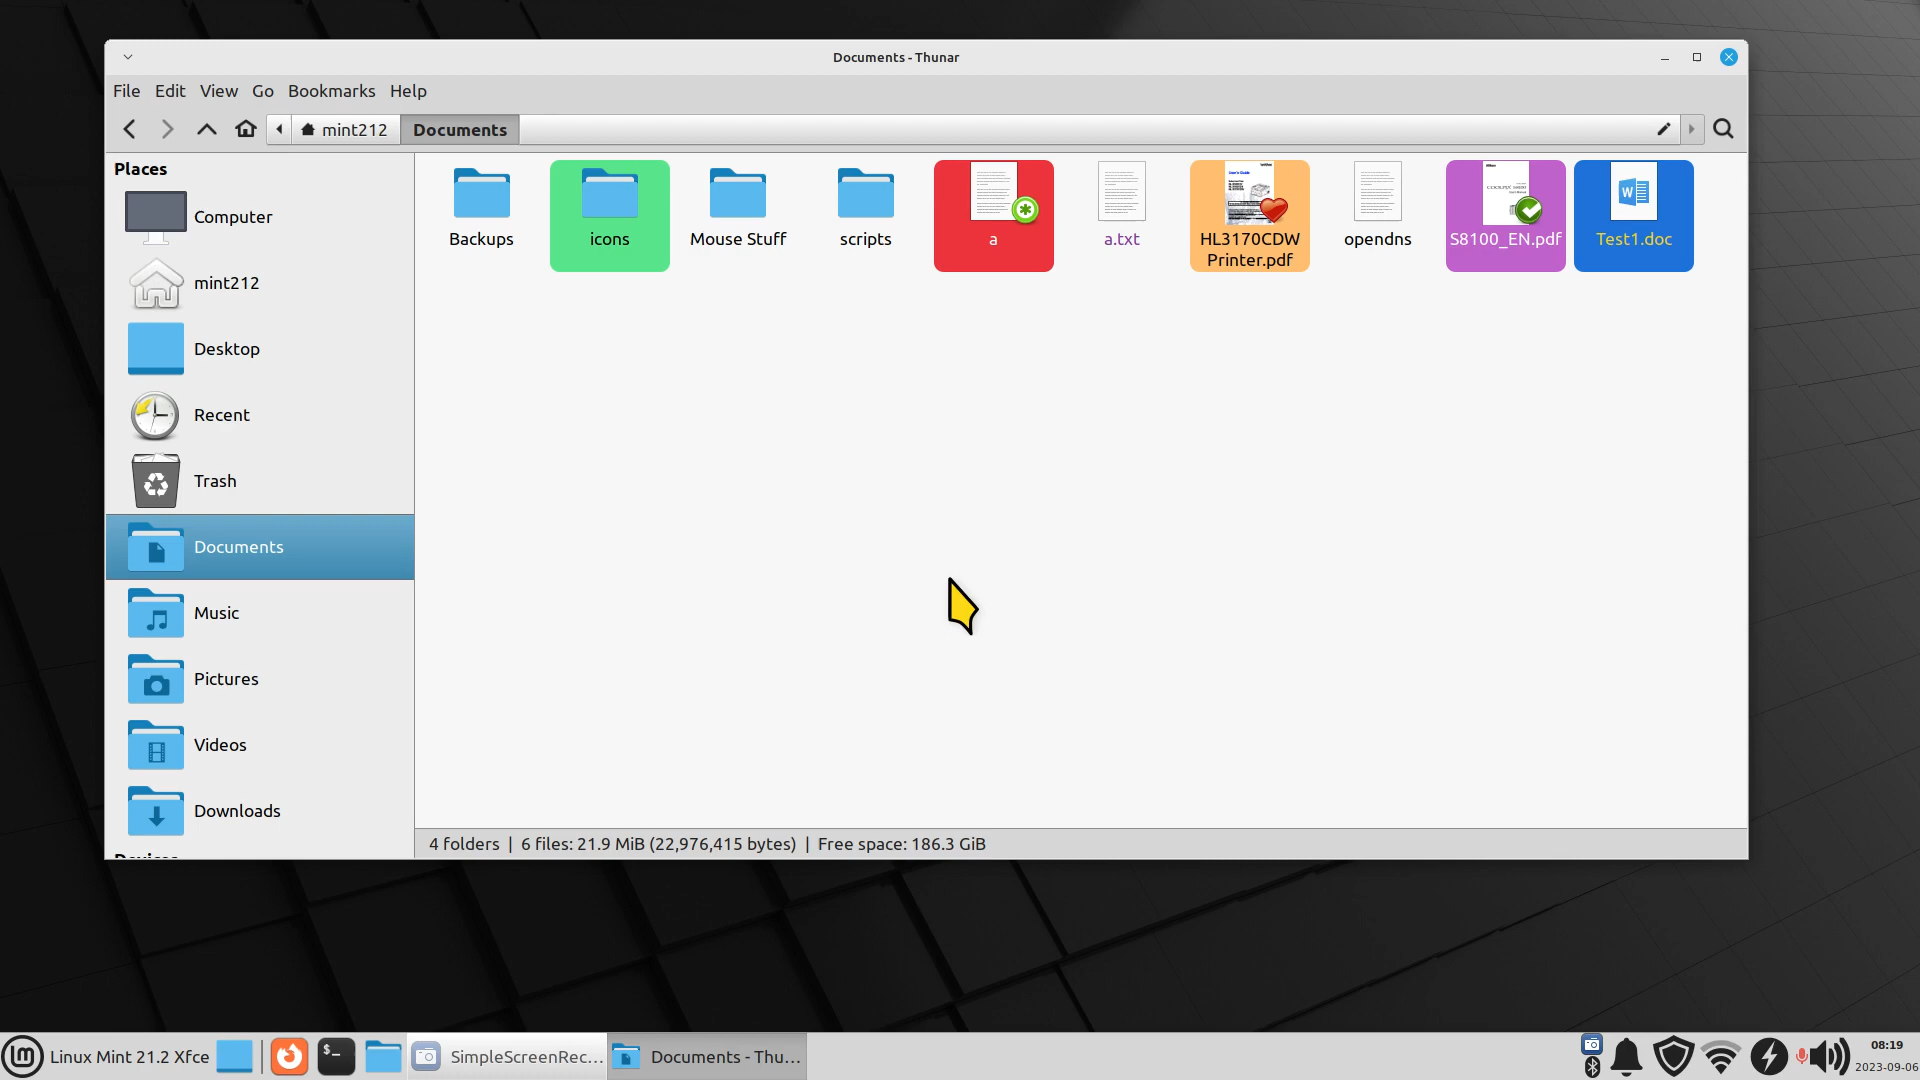 Documents - Thunar
File Edit View Go Bookmarks Help
mint212 Documents
Places
Computer
mint212
Desktop
Recent
Trash
Documents
Music
Pictures
Videos
Downloads
Backups
icons
Mouse Stuff
scripts
a
a.txt
HL3170CDW
Printer.pdf
opendns
S8100_EN.pdf
Test1.doc
4 folders | 6 files: 21.9 MiB (22,976,415 bytes) | Free space: 186.3 GiB
Linux Mint 21.2 Xfce
SimpleScreenRec...
Documents - Thu...
08:19
2023-09-06